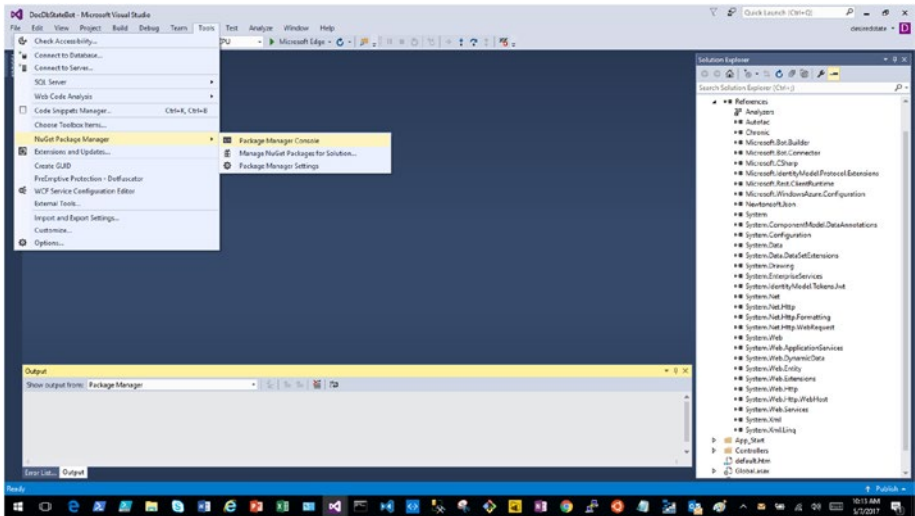 DocDbStateBot - Microsoft Visual Studio
Quick Launch (Ctrl+Q)
File Edit View Project Build Debug Team Tools Test Analyze Window Help
desiredstate D
Microsoft Edge
Check Accessibility...
Connect to Database...
Connect to Server...
SQL Server
Web Code Analysis
Code Snippets Manager... Ctrl+K, Ctrl+B
Choose Toolbox Items...
NuGet Package Manager
Extensions and Updates...
Create GUID
PreEmptive Protection - Dotfuscator
WCF Service Configuration Editor
External Tools...
Import and Export Settings...
Customize...
Options...
Package Manager Console
Manage NuGet Packages for Solution...
Package Manager Settings
Solution Explorer
Search Solution Explorer (Ctrl+;)
References
Analyzers
Autofac
Chronic
Microsoft.Bot.Builder
Microsoft.Bot.Connector
Microsoft.CSharp
Microsoft.IdentityModel.Protocol.Extensions
Microsoft.Rest.ClientRuntime
Microsoft.WindowsAzure.Configuration
Newtonsoft.Json
System
System.ComponentModel.DataAnnotations
System.Configuration
System.Data
System.Data.DataSetExtensions
System.Drawing
System.EnterpriseServices
System.IdentityModel.Tokens.Jwt
System.Net
System.Net.Http
System.Net.Http.Formatting
System.Net.Http.WebRequest
System.Web
System.Web.ApplicationServices
System.Web.DynamicData
System.Web.Entity
System.Web.Extensions
System.Web.Http
System.Web.Http.WebHost
System.Web.Services
System.Xml
System.Xml.Linq
App_Start
Controllers
default.htm
Global.asax
Output
Show output from: Package Manager
Error List... Output
Ready
Publish
10:13 AM
5/7/2017